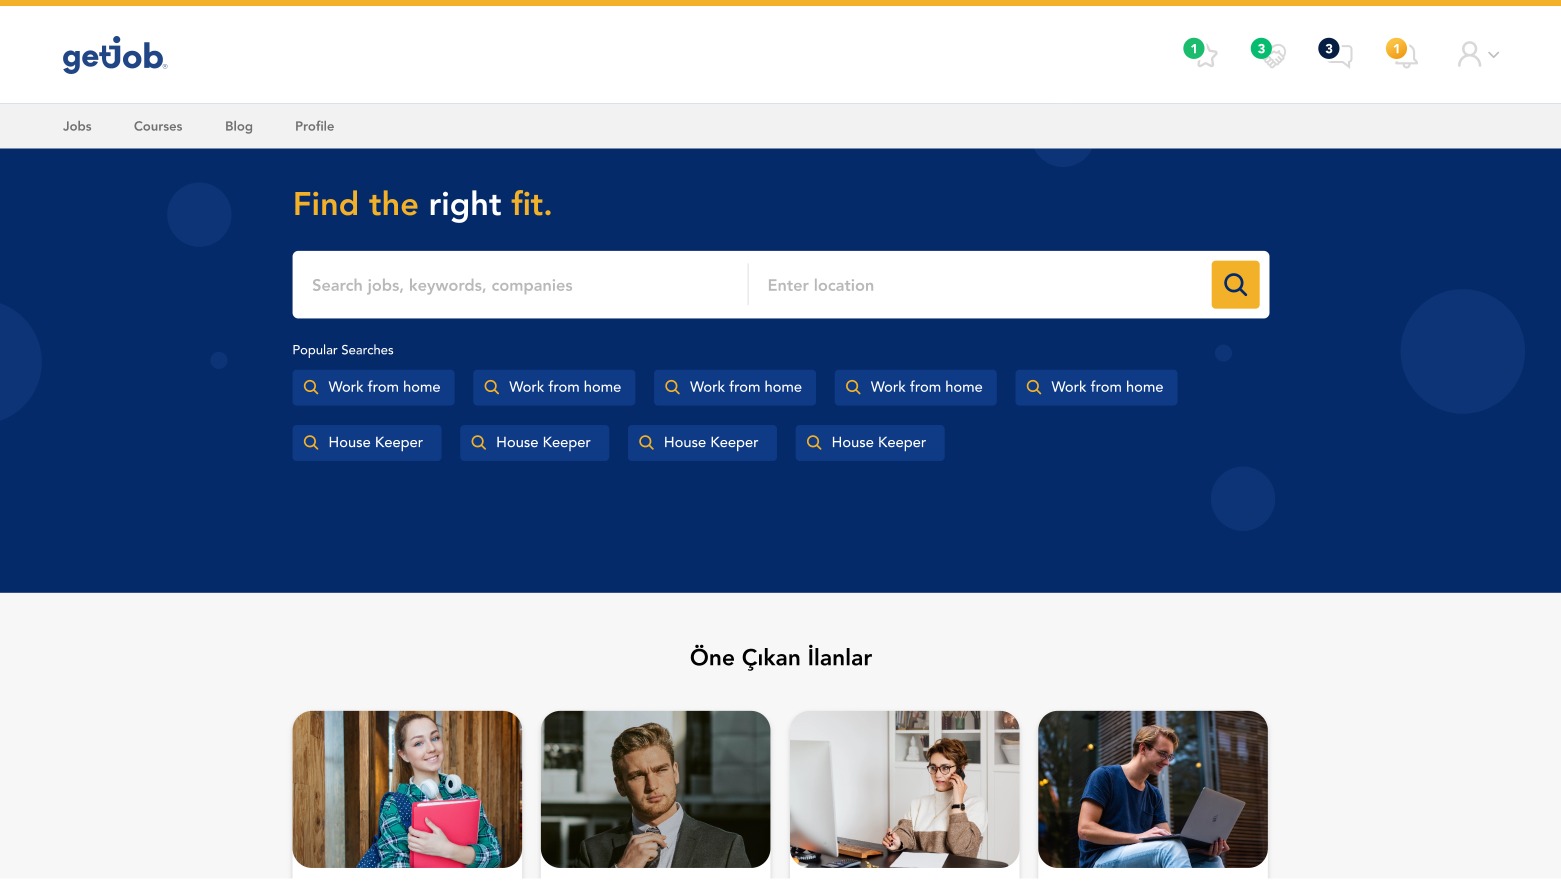 getjob®
1 3 3 1
Jobs Courses Blog Profile
Find the right fit.
Search jobs, keywords, companies Enter location
Popular Searches
Work from home Work from home Work from home Work from home Work from home
House Keeper House Keeper House Keeper House Keeper
Öne Çıkan İlanlar